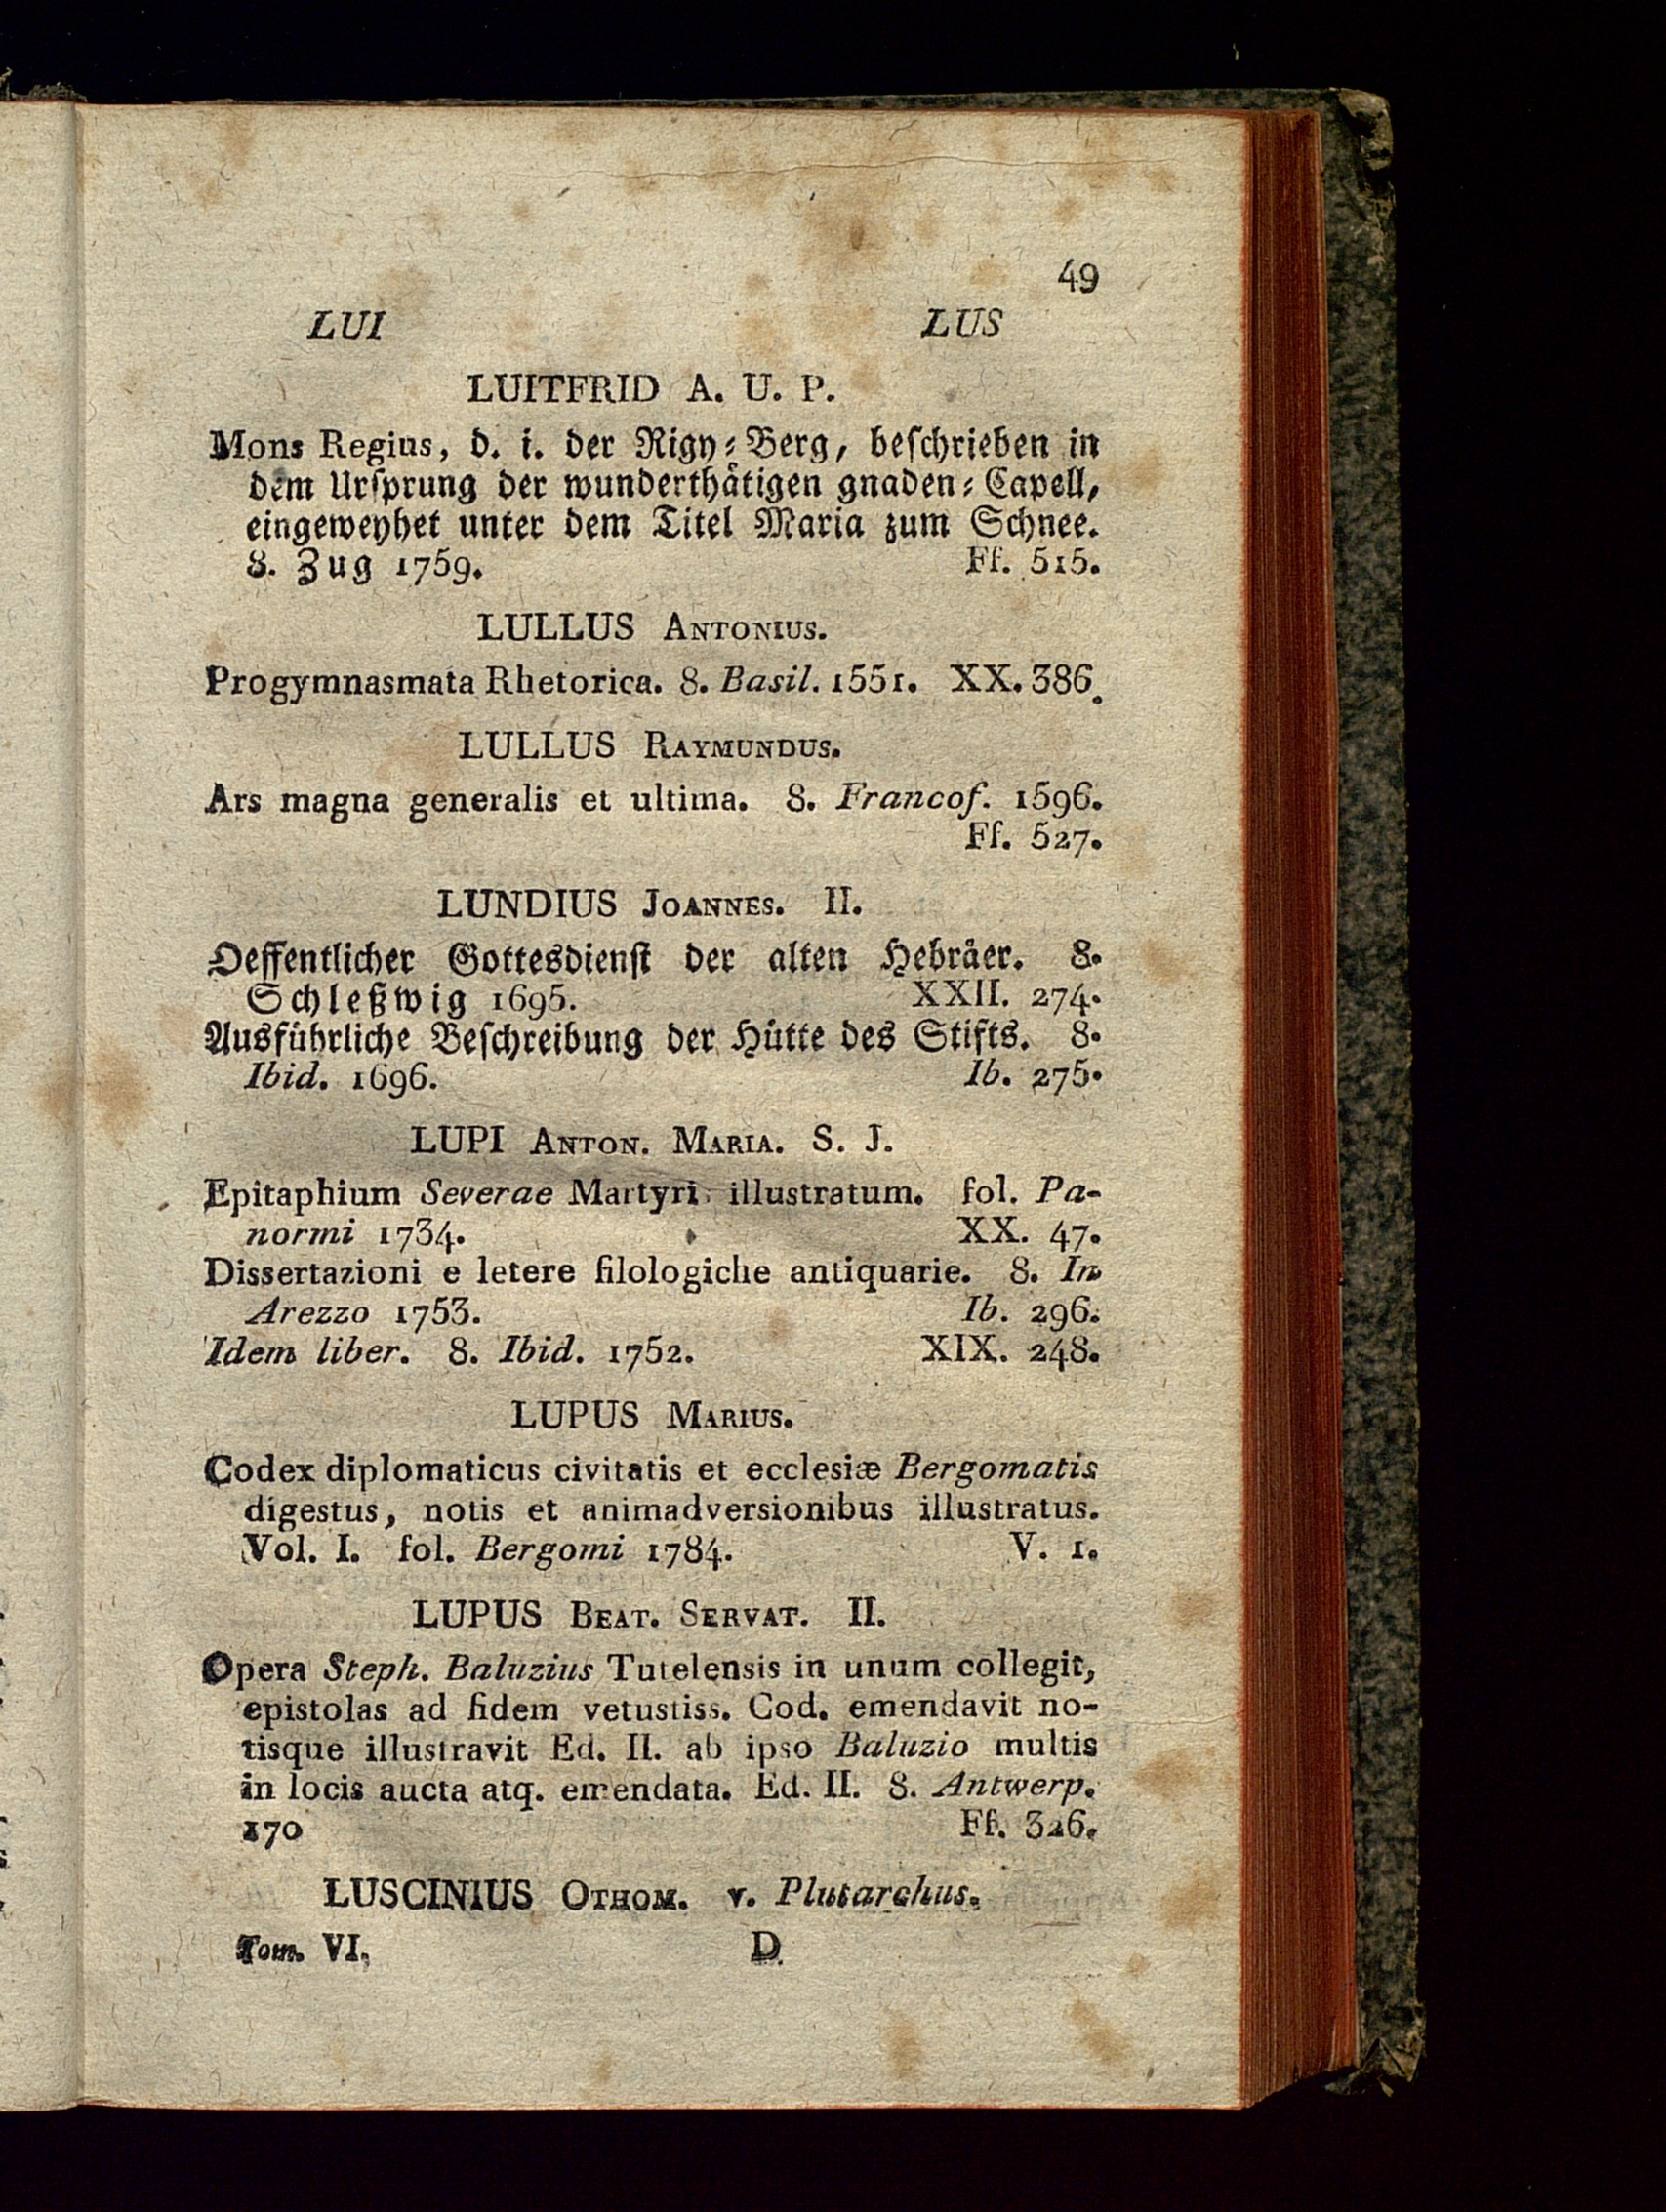 49
LUI LUS
LUITFRID A. U. P.
Mons Regius, d. i. der Rigy-Berg, beschrieben in
dem Ursprung der wunderthätigen gnaden-Capell,
eingeweyhet unter dem Titel Maria zum Schnee.
8. Zug 1759. Ff. 515.
LULLUS ANTONIUS.
Progymnasmata Rhetorica. 8. Basil. 1551. XX. 386.
LULLUS RAYMUNDUS.
Ars magna generalis et ultima. 8. Francof. 1596.
Ff. 527.
LUNDIUS JOANNES. II.
Oeffentlicher Gottesdienst der alten Hebräer. 8.
Schleßwig 1695. XXII. 274.
Ausführliche Beschreibung der Hütte des Stifts. 8.
Ibid. 1696. Ib. 275.
LUPI ANTON. MARIA. S. J.
Epitaphium Severae Martyri. illustratum. fol. Pa-
normi 1734. XX. 47.
Dissertazioni e letere filologiche antiquarie. 8. In
Arezzo 1753. Ib. 296.
Idem liber. 8. Ibid. 1752. XIX. 248.
LUPUS MARIUS.
Codex diplomaticus civitatis et ecclesiæ Bergomatis
digestus, notis et animadversionibus illustratus.
Vol. I. fol. Bergomi 1784. V. 1.
LUPUS BEAT. SERVAT. II.
Opera Steph. Baluzius Tutelensis in unum collegit,
epistolas ad fidem vetustiss. Cod. emendavit no-
tisque illustravit Ed. II. ab ipso Baluzio multis
in locis aucta atq. emendata. Ed. II. 8. Antwerp.
170 Ff. 326.
LUSCINIUS OTHOM. v. Plutarchus.
Tom. VI. D